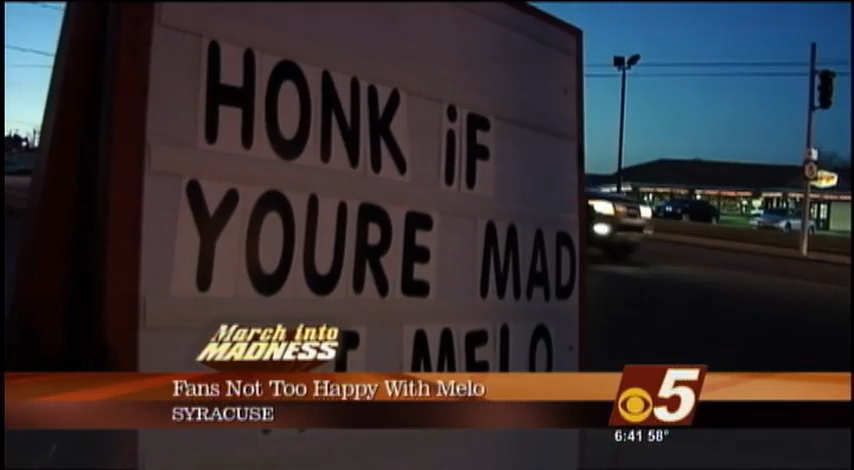 HONK iF
YOURE MAD
T MELO
March into
MADNESS
Fans Not Too Happy With Melo
SYRACUSE
5
6:41 58°